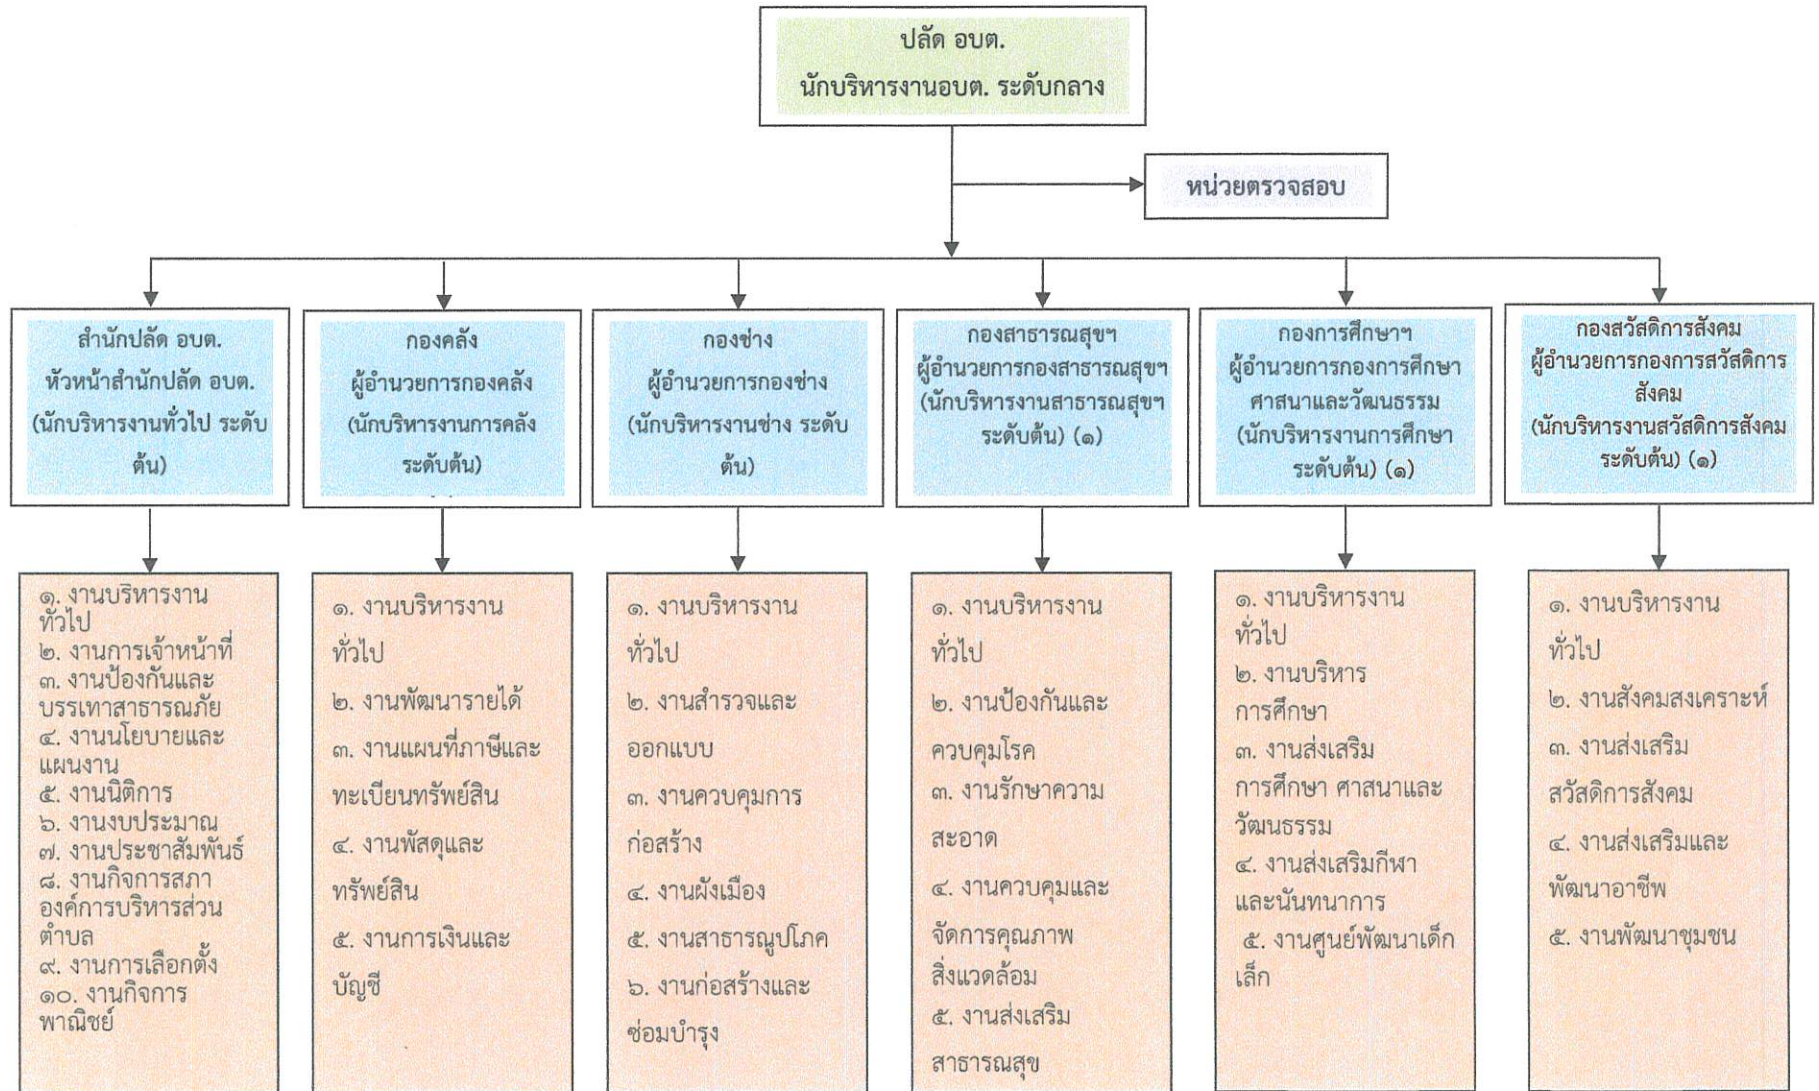 ปลัด อบต.
นักบริหารงานอบต. ระดับกลาง
หน่วยตรวจสอบ
สำนักปลัด อบต.
หัวหน้าสำนักปลัด อบต.
(นักบริหารงานทั่วไป ระดับ
ต้น)
กองคลัง
ผู้อำนวยการกองคลัง
(นักบริหารงานการคลัง
ระดับต้น)
กองช่าง
ผู้อำนวยการกองช่าง
(นักบริหารงานช่าง ระดับ
ต้น)
กองสาธารณสุขฯ
ผู้อำนวยการกองสาธารณสุขฯ
(นักบริหารงานสาธารณสุขฯ
ระดับต้น) (๑)
กองการศึกษาฯ
ผู้อำนวยการกองการศึกษา
ศาสนาและวัฒนธรรม
(นักบริหารงานการศึกษา
ระดับต้น) (๑)
กองสวัสดิการสังคม
ผู้อำนวยการกองการสวัสดิการ
สังคม
(นักบริหารงานสวัสดิการสังคม
ระดับต้น) (๑)
๑. งานบริหารงาน
ทั่วไป
๒. งานการเจ้าหน้าที่
๓. งานป้องกันและ
บรรเทาสาธารณภัย
๔. งานนโยบายและ
แผนงาน
๕. งานนิติการ
๖. งานงบประมาณ
๗. งานประชาสัมพันธ์
๘. งานกิจการสภา
องค์การบริหารส่วน
ตำบล
๙. งานการเลือกตั้ง
๑๐. งานกิจการ
พาณิชย์
๑. งานบริหารงาน
ทั่วไป
๒. งานพัฒนารายได้
๓. งานแผนที่ภาษีและ
ทะเบียนทรัพย์สิน
๔. งานพัสดุและ
ทรัพย์สิน
๕. งานการเงินและ
บัญชี
๑. งานบริหารงาน
ทั่วไป
๒. งานสำรวจและ
ออกแบบ
๓. งานควบคุมการ
ก่อสร้าง
๔. งานผังเมือง
๕. งานสาธารณูปโภค
๖. งานก่อสร้างและ
ซ่อมบำรุง
๑. งานบริหารงาน
ทั่วไป
๒. งานป้องกันและ
ควบคุมโรค
๓. งานรักษาความ
สะอาด
๔. งานควบคุมและ
จัดการคุณภาพ
สิ่งแวดล้อม
๕. งานส่งเสริม
สาธารณสุข
๑. งานบริหารงาน
ทั่วไป
๒. งานบริหาร
การศึกษา
๓. งานส่งเสริม
การศึกษา ศาสนาและ
วัฒนธรรม
๔. งานส่งเสริมกีฬา
และนันทนาการ
๕. งานศูนย์พัฒนาเด็ก
เล็ก
๑. งานบริหารงาน
ทั่วไป
๒. งานสังคมสงเคราะห์
๓. งานส่งเสริม
สวัสดิการสังคม
๔. งานส่งเสริมและ
พัฒนาอาชีพ
๕. งานพัฒนาชุมชน